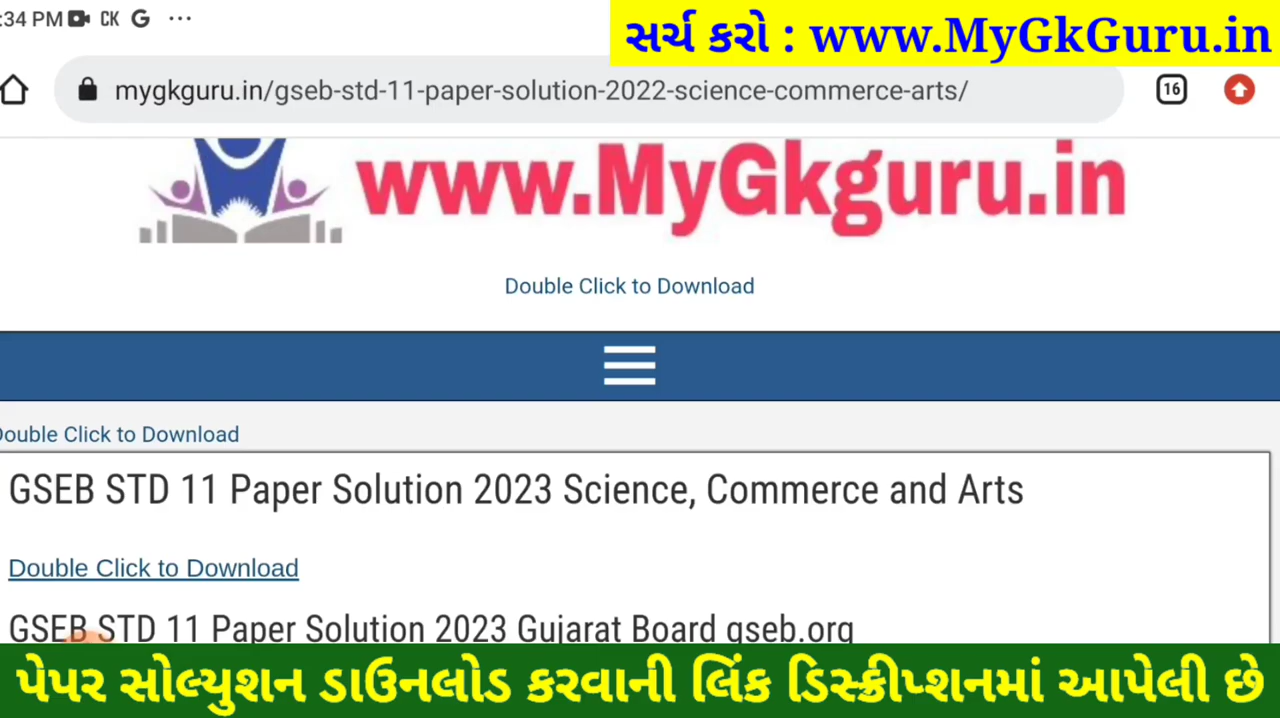 :34 PM CK G ...
સર્ચ કરો : www.MyGkGuru.in
mygkguru.in/gseb-std-11-paper-solution-2022-science-commerce-arts/
16
www.MyGkguru.in
Double Click to Download
Double Click to Download
GSEB STD 11 Paper Solution 2023 Science, Commerce and Arts
Double Click to Download
GSEB STD 11 Paper Solution 2023 Gujarat Board gseb.org
પેપર સોલ્યુશન ડાઉનલોડ કરવાની લિંક ડિસ્ક્રીપ્શનમાં આપેલી છે